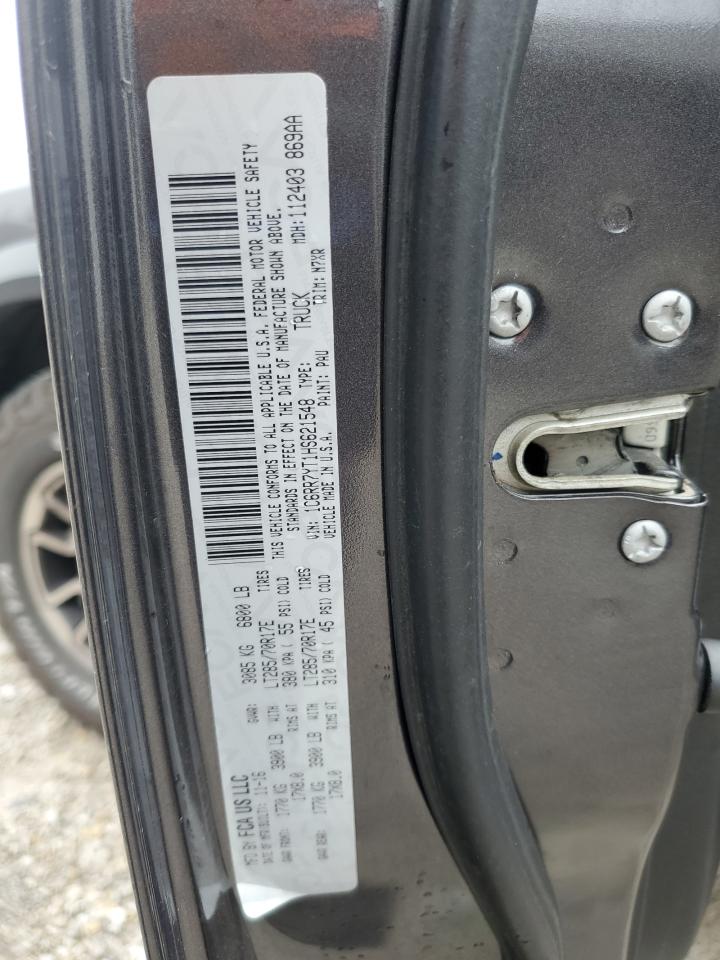 MFD BY: FCA US LLC
DATE OF MFR(BUILT): 11-16 GVWR: 3085 KG 6800 LB
GAWR FRONT: 1770 KG 3900 LB WITH LT285/70R17E TIRES
17X8.0 RIMS AT 380 KPA ( 55 PSI) COLD
GAWR REAR: 1770 KG 3900 LB WITH LT285/70R17E TIRES
17X8.0 RIMS AT 310 KPA ( 45 PSI) COLD
THIS VEHICLE CONFORMS TO ALL APPLICABLE U.S.A. FEDERAL MOTOR VEHICLE SAFETY
STANDARDS IN EFFECT ON THE DATE OF MANUFACTURE SHOWN ABOVE.
VIN: 1C6RR7YT1HS621548 TYPE: TRUCK MDH: 112403 869AA
VEHICLE MADE IN U.S.A. PAINT: PAU TRIM: N7XR